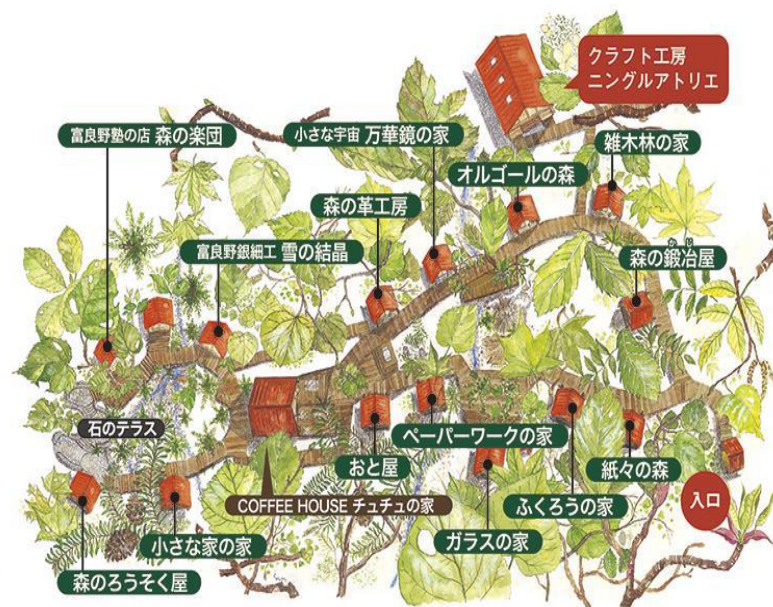 クラフト工房
ニングルアトリエ
富良野塾の店 森の楽団
小さな宇宙 万華鏡の家
雑木林の家
オルゴールの森
森の革工房
富良野銀細工 雪の結晶
かじ
森の鍛冶屋
石のテラス
おと屋
ペーパーワークの家
紙々の森
COFFEE HOUSE チュチュの家
ふくろうの家
入口
小さな家の家
ガラスの家
森のろうそく屋